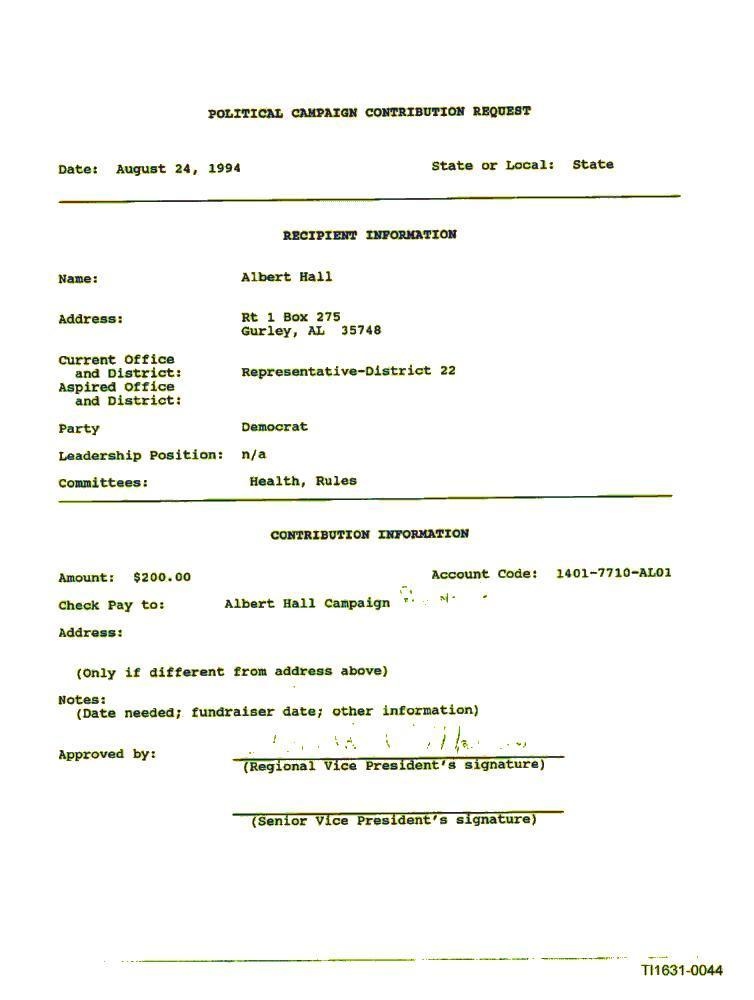 POLITICAL CAMPAIGN CONTRIBUTION REQUEST
Date: August 24, 1994 State or Local: State
RECIPIENT INFORMATION
Name: Albert Hall
Address: Rt 1 Box 275
Gurley, AL 35748
Current Office
and District: Representative-District 22
Aspired Office
and District:
Party Democrat
Leadership Position: n/a
Committees: Health, Rules
CONTRIBUTION INFORMATION
Amount: $200.00 Account Code: 1401-7710-AL01
Check Pay to: Albert Hall Campaign
Address:
(Only if different from address above)
Notes:
(Date needed; fundraiser date; other information)
Approved by:
(Regional Vice President's signature)
(Senior Vice President's signature)
TI1631-0044